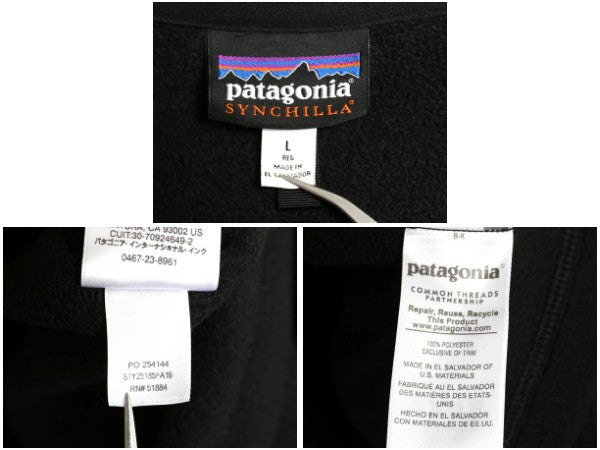 patagonia®
SYNCHILLA®
L
REG
MADE IN
EL SALVADOR
CA 93002 US
CUIT:30-70924649-2
パタゴニア・インターナショナル・インク
0467-23-8961
PO 254144
STY25185FA16
RN# 51884
B-K
patagonia®
COMMON THREADS
PARTNERSHIP
Repair, Reuse, Recycle
This Product
www.patagonia.com
100% POLYESTER
EXCLUSIVE OF TRIM
MADE IN EL SALVADOR OF
U.S. MATERIALS
FABRIQUÉ AU EL SALVADOR
DES MATIÈRES DES ETATS-
UNIS
HECHO EN EL SALVADOR
CON MATERIALES DE EE.UU.